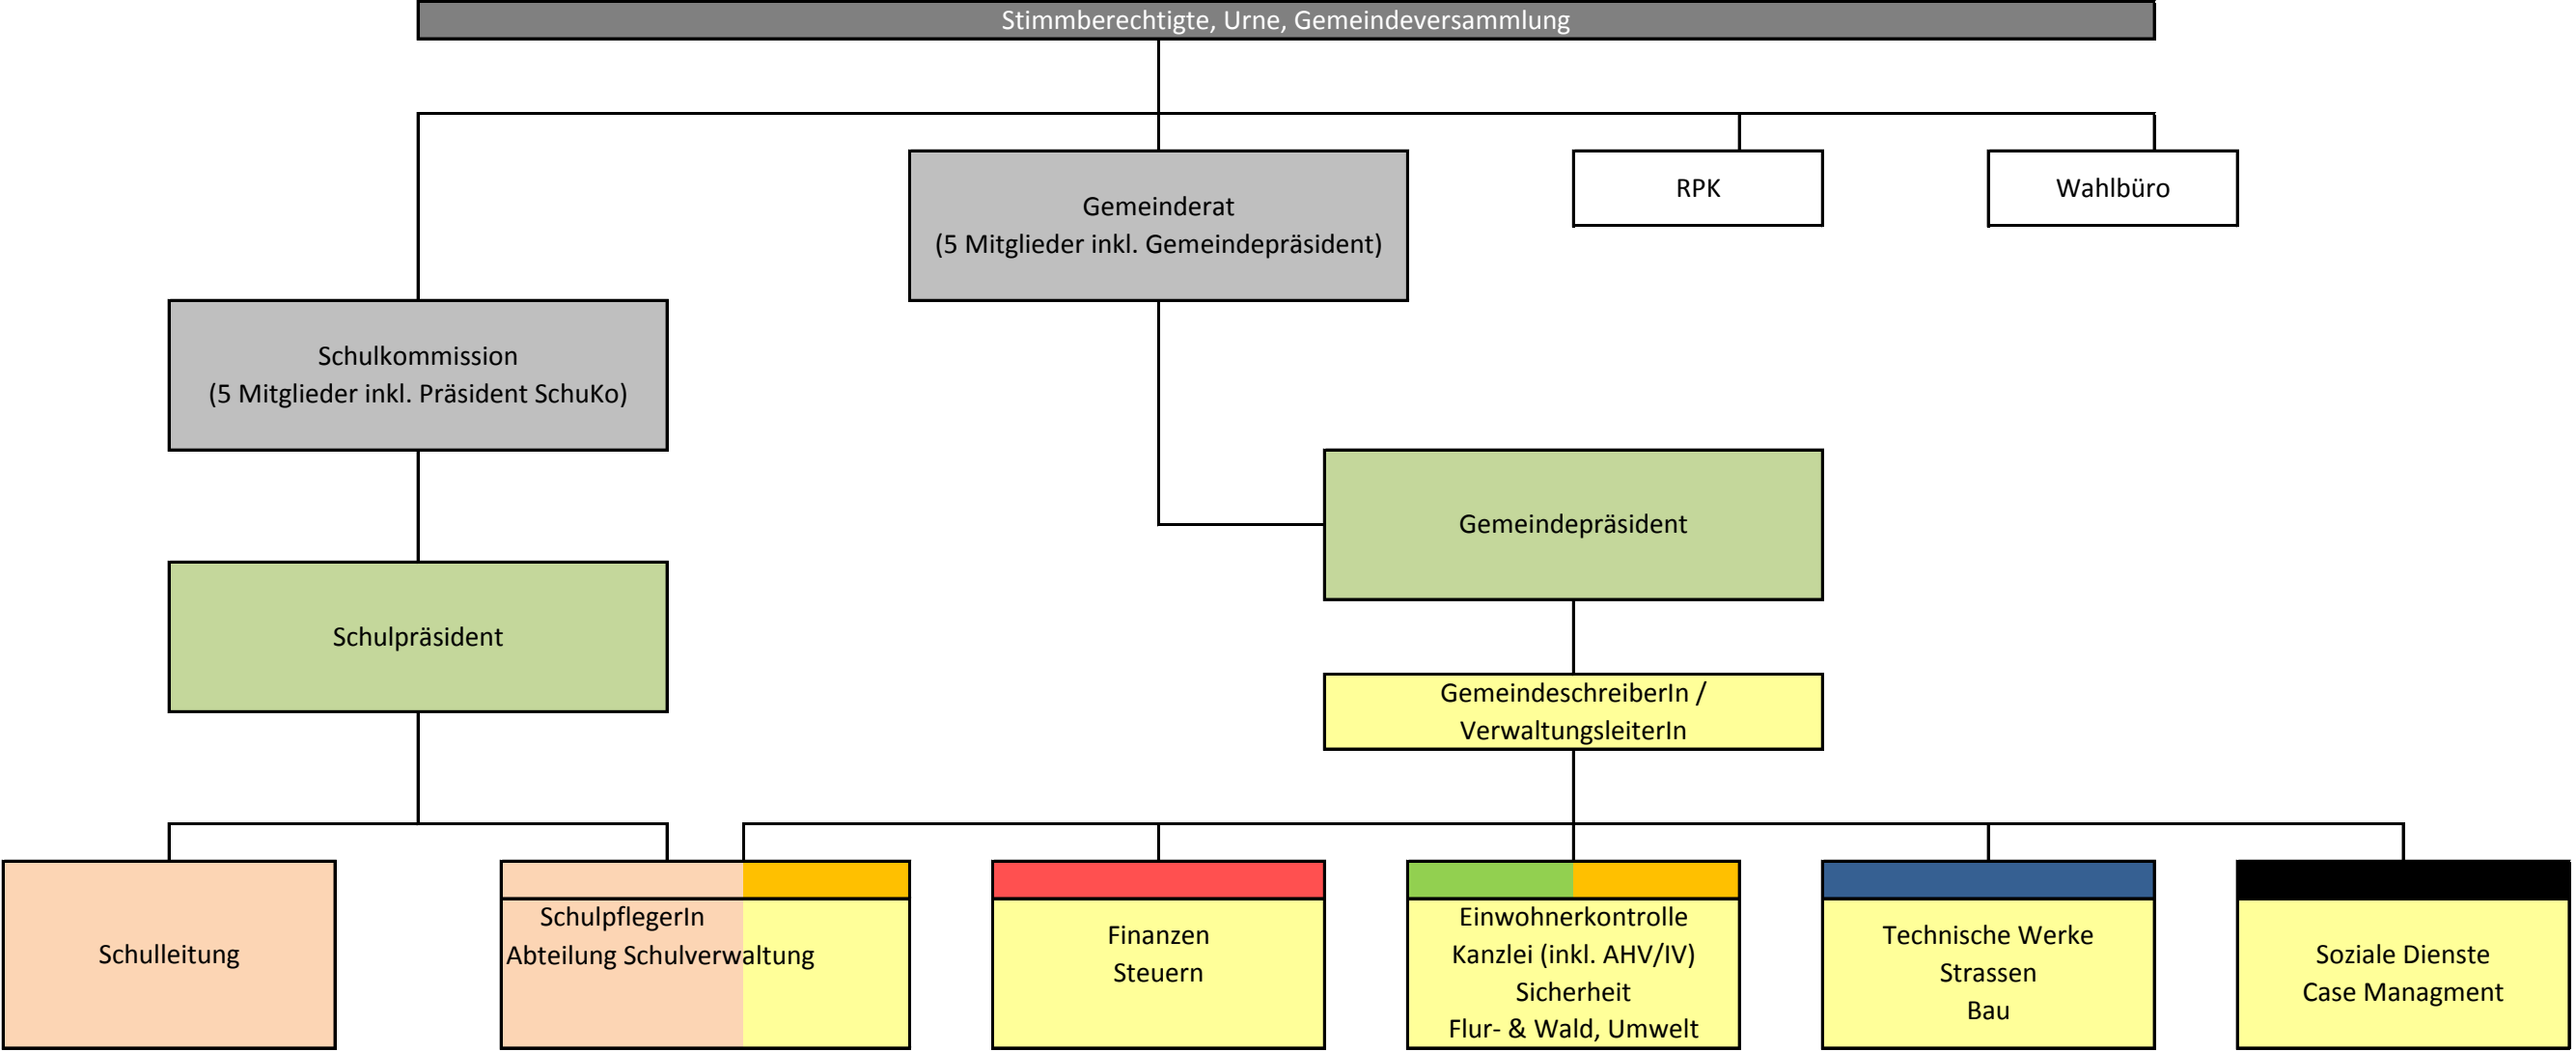 Stimmberechtigte, Urne, Gemeindeversammlung
Gemeinderat
(5 Mitglieder inkl. Gemeindepräsident)
RPK
Wahlbüro
Schulkommission
(5 Mitglieder inkl. Präsident SchuKo)
Gemeindepräsident
Schulpräsident
GemeindeschreiberIn /
VerwaltungsleiterIn
Schulleitung
SchulpflegerIn
Abteilung Schulverwaltung
Finanzen
Steuern
Einwohnerkontrolle
Kanzlei (inkl. AHV/IV)
Sicherheit
Flur- & Wald, Umwelt
Technische Werke
Strassen
Bau
Soziale Dienste
Case Managment